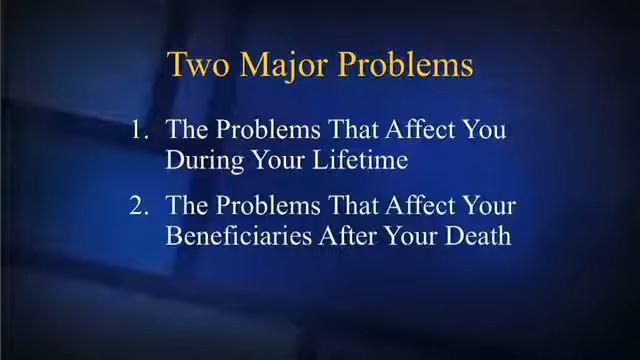 Two Major Problems
1. The Problems That Affect You
During Your Lifetime
2. The Problems That Affect Your
Beneficiaries After Your Death